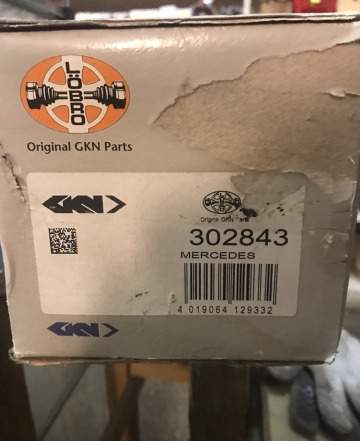 LÖBRO
Original GKN Parts
GKN
Original GKN Parts
302843
MERCEDES
4 019064 129332
GKN